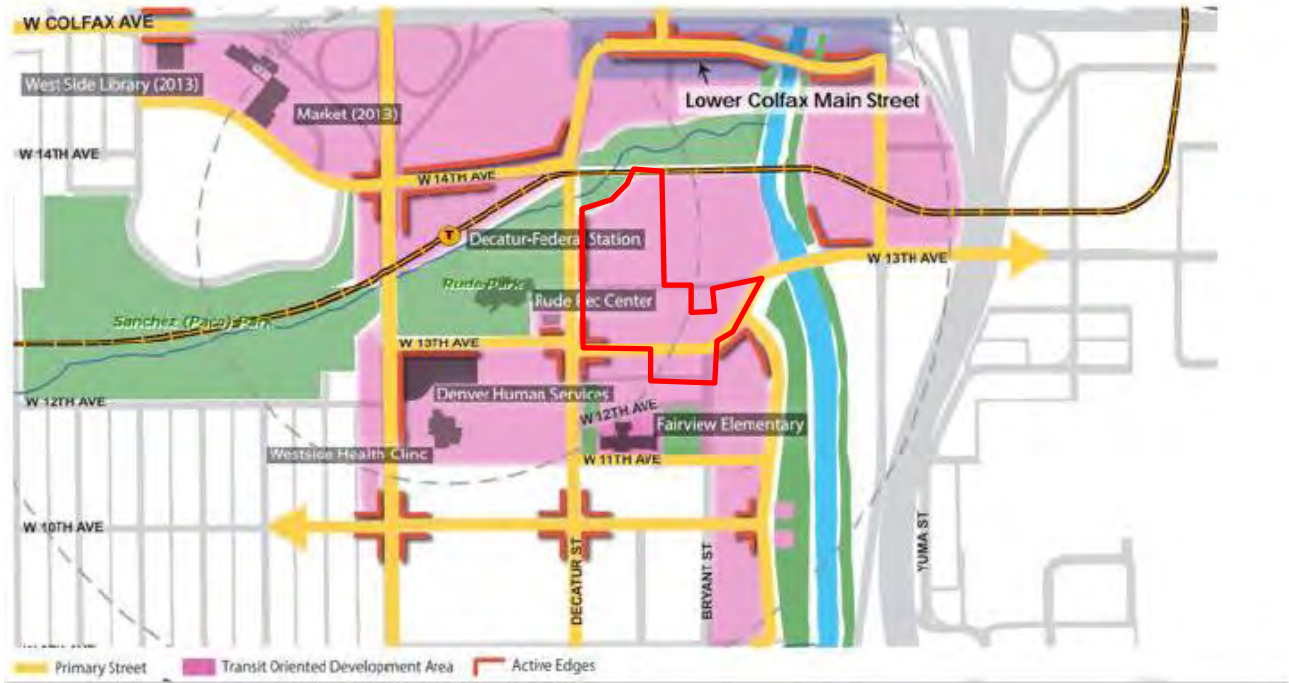 W COLFAX AVE
West Side Library (2013)
Market (2013)
Lower Colfax Main Street
W 14TH AVE
W 14TH AVE
Decatur-Federal Station
T
W 13TH AVE
Rude Park
Rude Rec Center
Sanchez (Paco) Park
W 13TH AVE
W 12TH AVE
Denver Human Services
W 12TH AVE
Fairview Elementary
Westside Health Clinc
W 11TH AVE
W 10TH AVE
DECATUR ST
BRYANT ST
YUMA ST
Primary Street
Transit Oriented Development Area
Active Edges